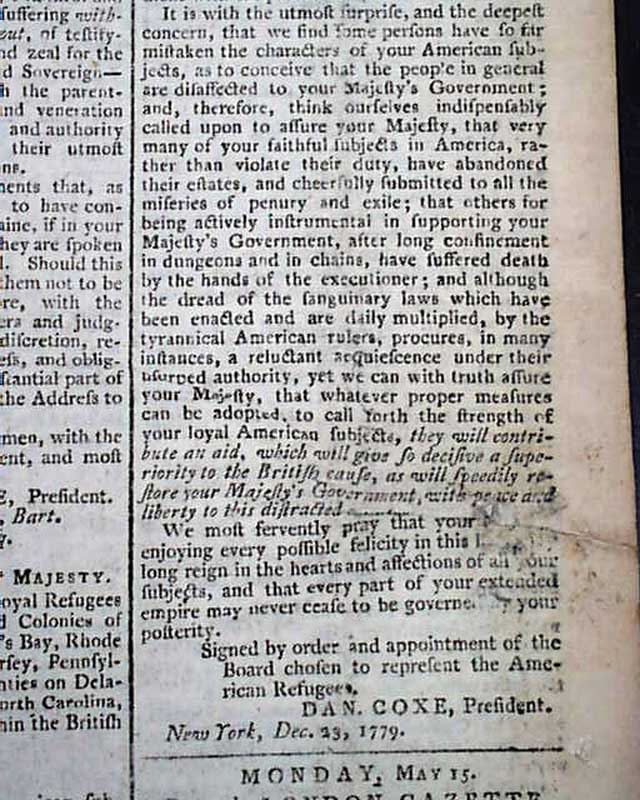 suffering with-
out, of testify-
nd zeal for the
d Sovereign—
h the parent-
and veneration
and authority
their utmost
ns.
ments that, as
to have con-
aine, if in your
they are spoken
l. Should this
them not to be
re, with the
ers and judg-
discretion, re-
ess, and oblig-
stantial part of
the Address to
men, with the
ent, and most
E, President.
, Bart.
MAJESTY.
oyal Refugees
d Colonies of
's Bay, Rhode
rsey, Pennsyl-
nties on Dela-
orth Carolina,
hin the British
It is with the utmoſt ſurpriſe, and the deepeſt
concern, that we find ſome perſons have ſo far
miſtaken the characters of your American ſub-
jects, as to conceive that the people in general
are diſaffected to your Majeſty's Government;
and, therefore, think ourſelves indiſpenſably
called upon to aſſure your Majeſty, that very
many of your faithful ſubjects in America, ra-
ther than violate their duty, have abandoned
their eſtates, and cheerfully ſubmitted to all the
miſeries of penury and exile; that others for
being actively inſtrumental in ſupporting your
Majeſty's Government, after long confinement
in dungeons and in chains, have ſuffered death
by the hands of the executioner; and although
the dread of the ſanguinary laws which have
been enacted and are daily multiplied, by the
tyrannical American rulers, procures, in many
inſtances, a reluctant acquieſcence under their
uſurped authority, yet we can with truth aſſure
your Majeſty, that whatever proper meaſures
can be adopted, to call forth the ſtrength of
your loyal American ſubjects, they will contri-
bute an aid, which will give ſo deciſive a ſupe-
riority to the Britiſh cauſe, as will ſpeedily re-
ſtore your Majeſty's Government, with peace and
liberty to this diſtracted
We moſt fervently pray that your
enjoying every poſſible felicity in this
long reign in the hearts and affections of all your
ſubjects, and that every part of your extended
empire may never ceaſe to be governed by your
poſterity.
Signed by order and appointment of the
Board choſen to repreſent the Ame-
rican Refugees.
DAN. COXE, Preſident.
New York, Dec. 23, 1779.
MONDAY, MAY 15.
LONDON GAZETTE